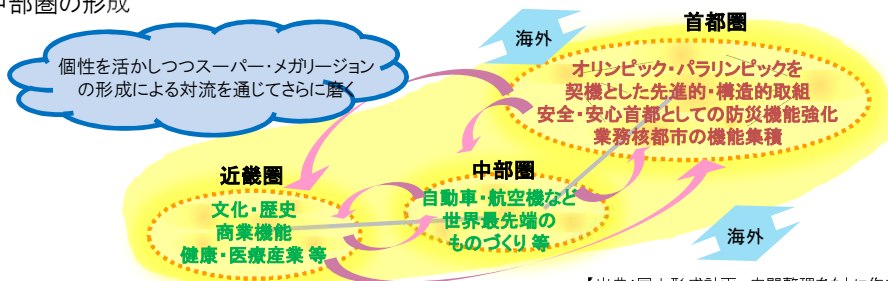 中部圏の形成
個性を活かしつつスーパー・メガリージョン
の形成による対流を通じてさらに磨く
海外
首都圏
オリンピック・パラリンピックを
契機とした先進的・構造的取組
安全・安心首都としての防災機能強化
業務核都市の機能集積
近畿圏
文化・歴史
商業機能
健康・医療産業 等
中部圏
自動車・航空機など
世界最先端の
ものづくり 等
海外